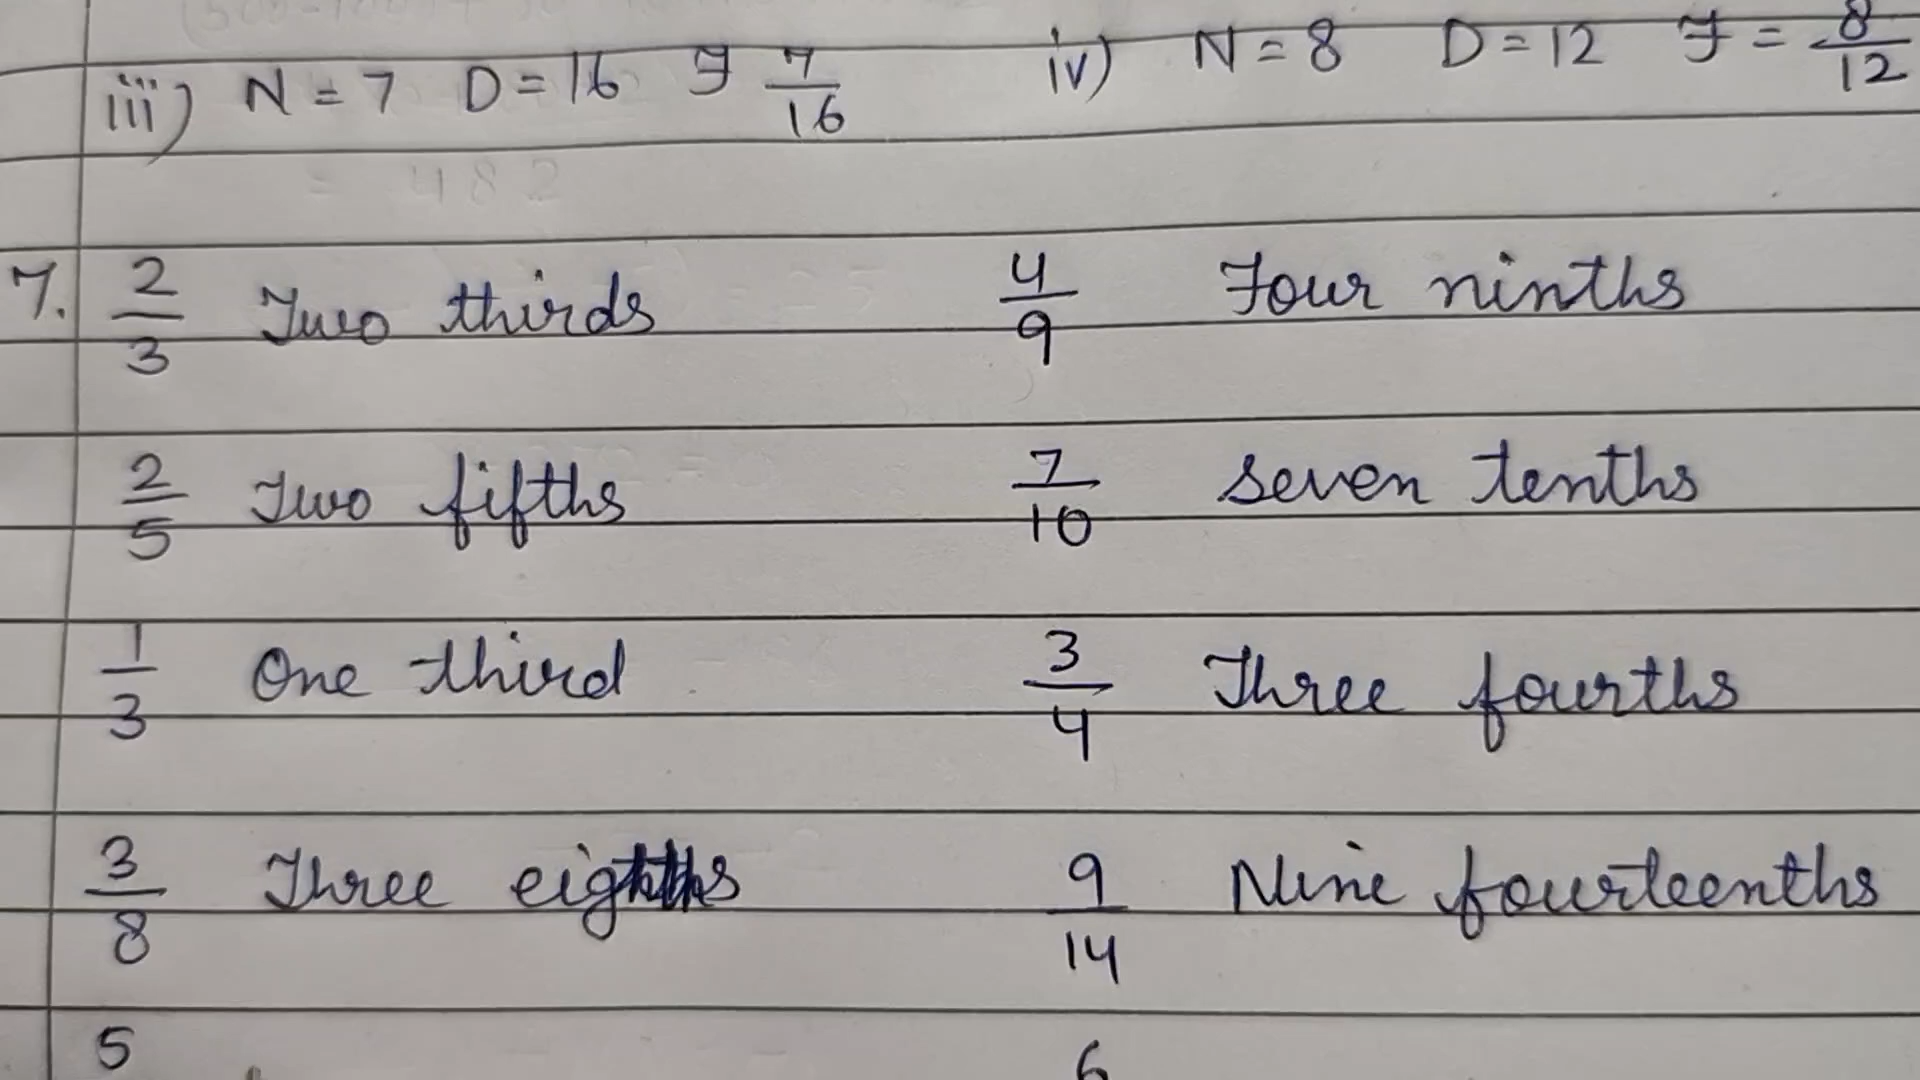 iii) N = 7 D = 16 F 7/16 iv) N = 8 D = 12 F = 8/12
= 482
7. 2/3 Two thirds 4/9 Four ninths
2/5 Two fifths 7/10 Seven tenths
1/3 One third 3/4 Three fourths
3/8 Three eighths 9/14 Nine fourteenths
5 6